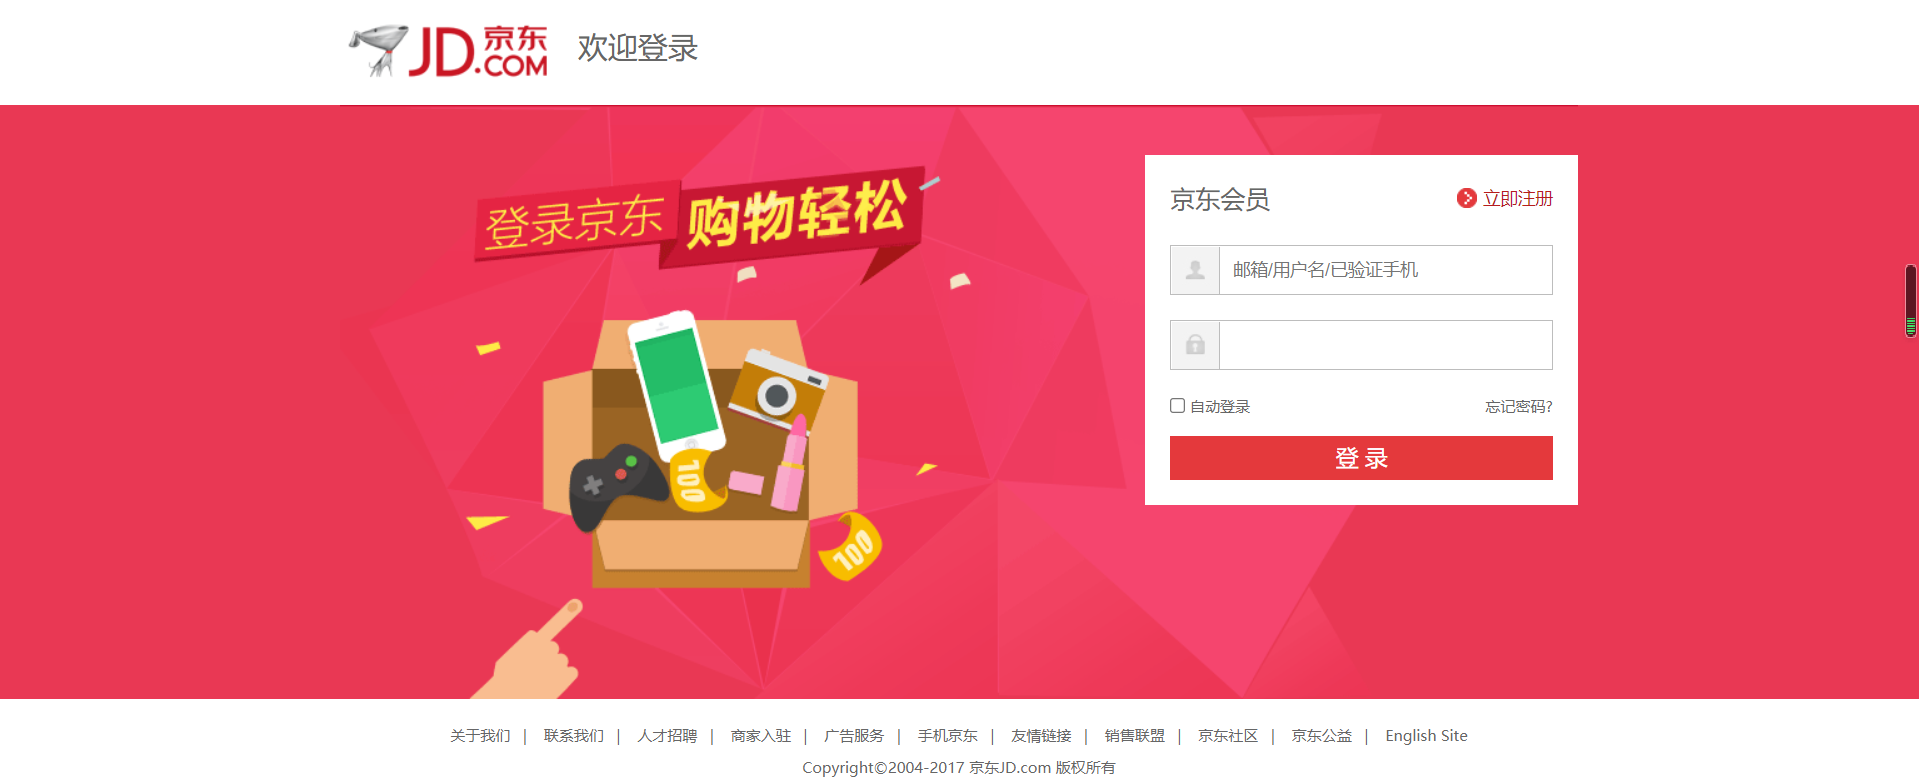 JD 京东
.COM
欢迎登录
登录京东 购物轻松
京东会员 立即注册
邮箱/用户名/已验证手机
自动登录 忘记密码?
登录
100
100
关于我们 | 联系我们 | 人才招聘 | 商家入驻 | 广告服务 | 手机京东 | 友情链接 | 销售联盟 | 京东社区 | 京东公益 | English Site
Copyright©2004-2017 京东JD.com 版权所有